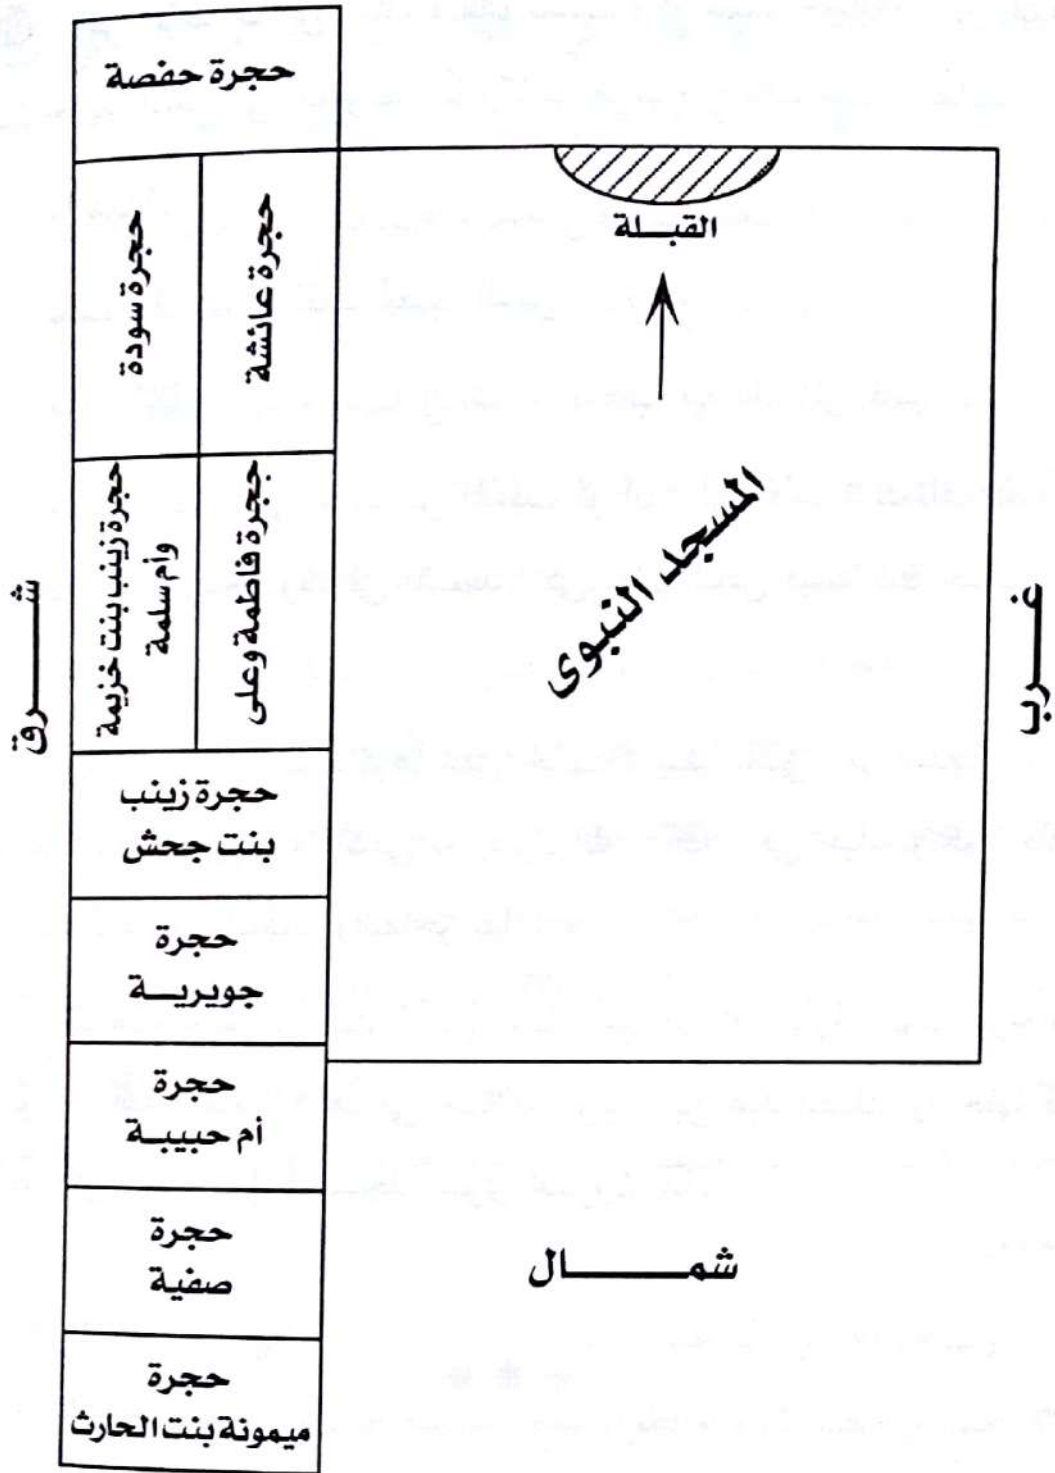 حجرة حفصة
القبلة
حجرة عائشة
حجرة سودة
المسجد النبوى
حجرة فاطمة وعلى
حجرة زينب بنت خزيمة
وأم سلمة
غرب
شرق
حجرة زينب
بنت جحش
حجرة
جويرية
حجرة
أم حبيبة
حجرة
صفية
شمال
حجرة
ميمونة بنت الحارث